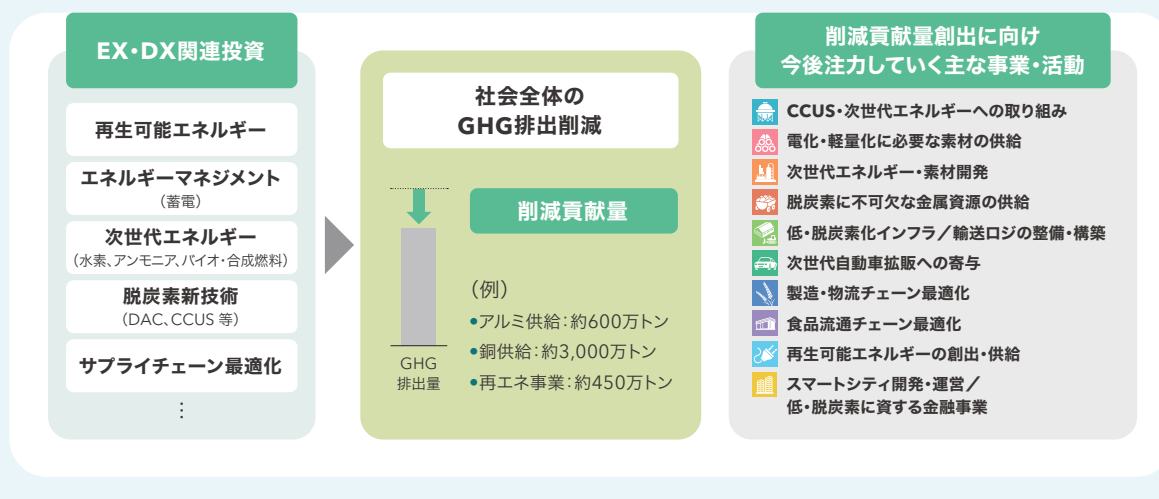 EX・DX関連投資
再生可能エネルギー
エネルギーマネジメント
（蓄電）
次世代エネルギー
（水素、アンモニア、バイオ・合成燃料）
脱炭素新技術
（DAC、CCUS 等）
サプライチェーン最適化
⋮
社会全体の
GHG排出削減
削減貢献量
（例）
●アルミ供給：約600万トン
●銅供給：約3,000万トン
●再エネ事業：約450万トン
GHG
排出量
削減貢献量創出に向け
今後注力していく主な事業・活動
CCUS・次世代エネルギーへの取り組み
電化・軽量化に必要な素材の供給
次世代エネルギー・素材開発
脱炭素に不可欠な金属資源の供給
低・脱炭素化インフラ／輸送ロジの整備・構築
次世代自動車拡販への寄与
製造・物流チェーン最適化
食品流通チェーン最適化
再生可能エネルギーの創出・供給
スマートシティ開発・運営／
低・脱炭素に資する金融事業